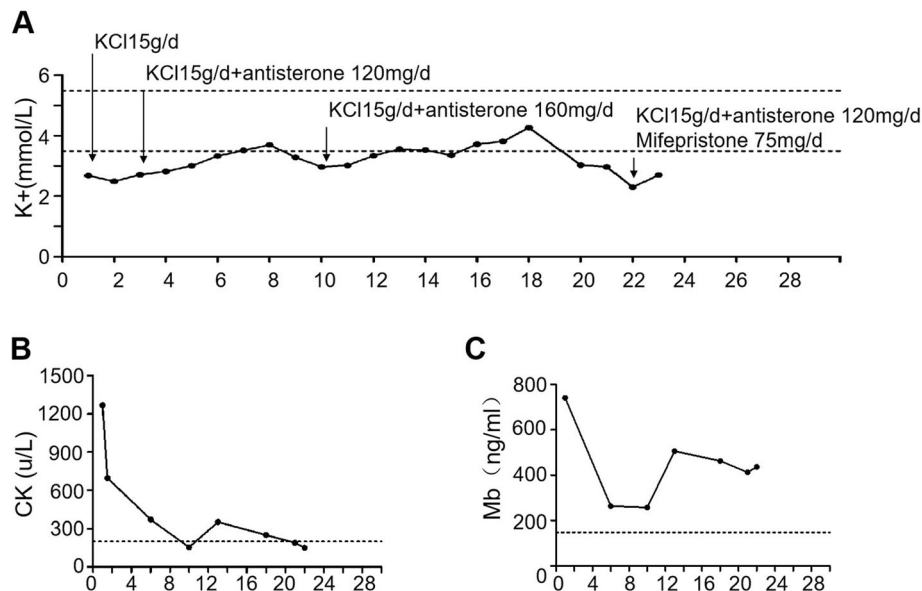 A
KCl15g/d
KCl15g/d+antisterone 120mg/d
KCl15g/d+antisterone 160mg/d
KCl15g/d+antisterone 120mg/d
Mifepristone 75mg/d
K+(mmol/L)
6
4
2
0
0 2 4 6 8 10 12 14 16 18 20 22 24 26 28
B
CK (u/L)
1500
1200
900
600
300
0
0 4 8 12 16 20 24 28
C
Mb（ng/ml）
800
600
400
200
0
0 4 8 12 16 20 24 28